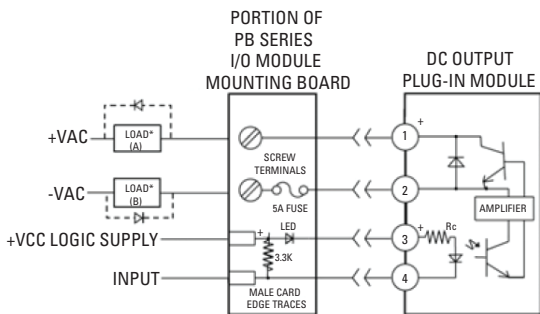 PORTION OF
PB SERIES
I/O MODULE
MOUNTING BOARD
DC OUTPUT
PLUG-IN MODULE
+VAC
LOAD*
(A)
SCREW
TERMINALS
+
1
-VAC
LOAD*
(B)
5A FUSE
2
AMPLIFIER
+VCC LOGIC SUPPLY
+
LED
3
+
Rc
3.3K
INPUT
4
MALE CARD
EDGE TRACES